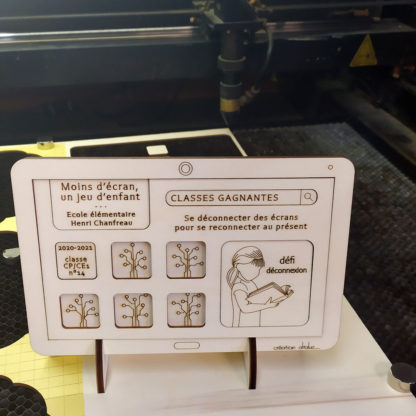 Moins d'écran,
un jeu d'enfant
...
Ecole élémentaire
Henri Chanfreau
CLASSES GAGNANTES
Se déconnecter des écrans
pour se reconnecter au présent
2020-2021
classe
CP/CE1
n°14
défi
déconnexion
création